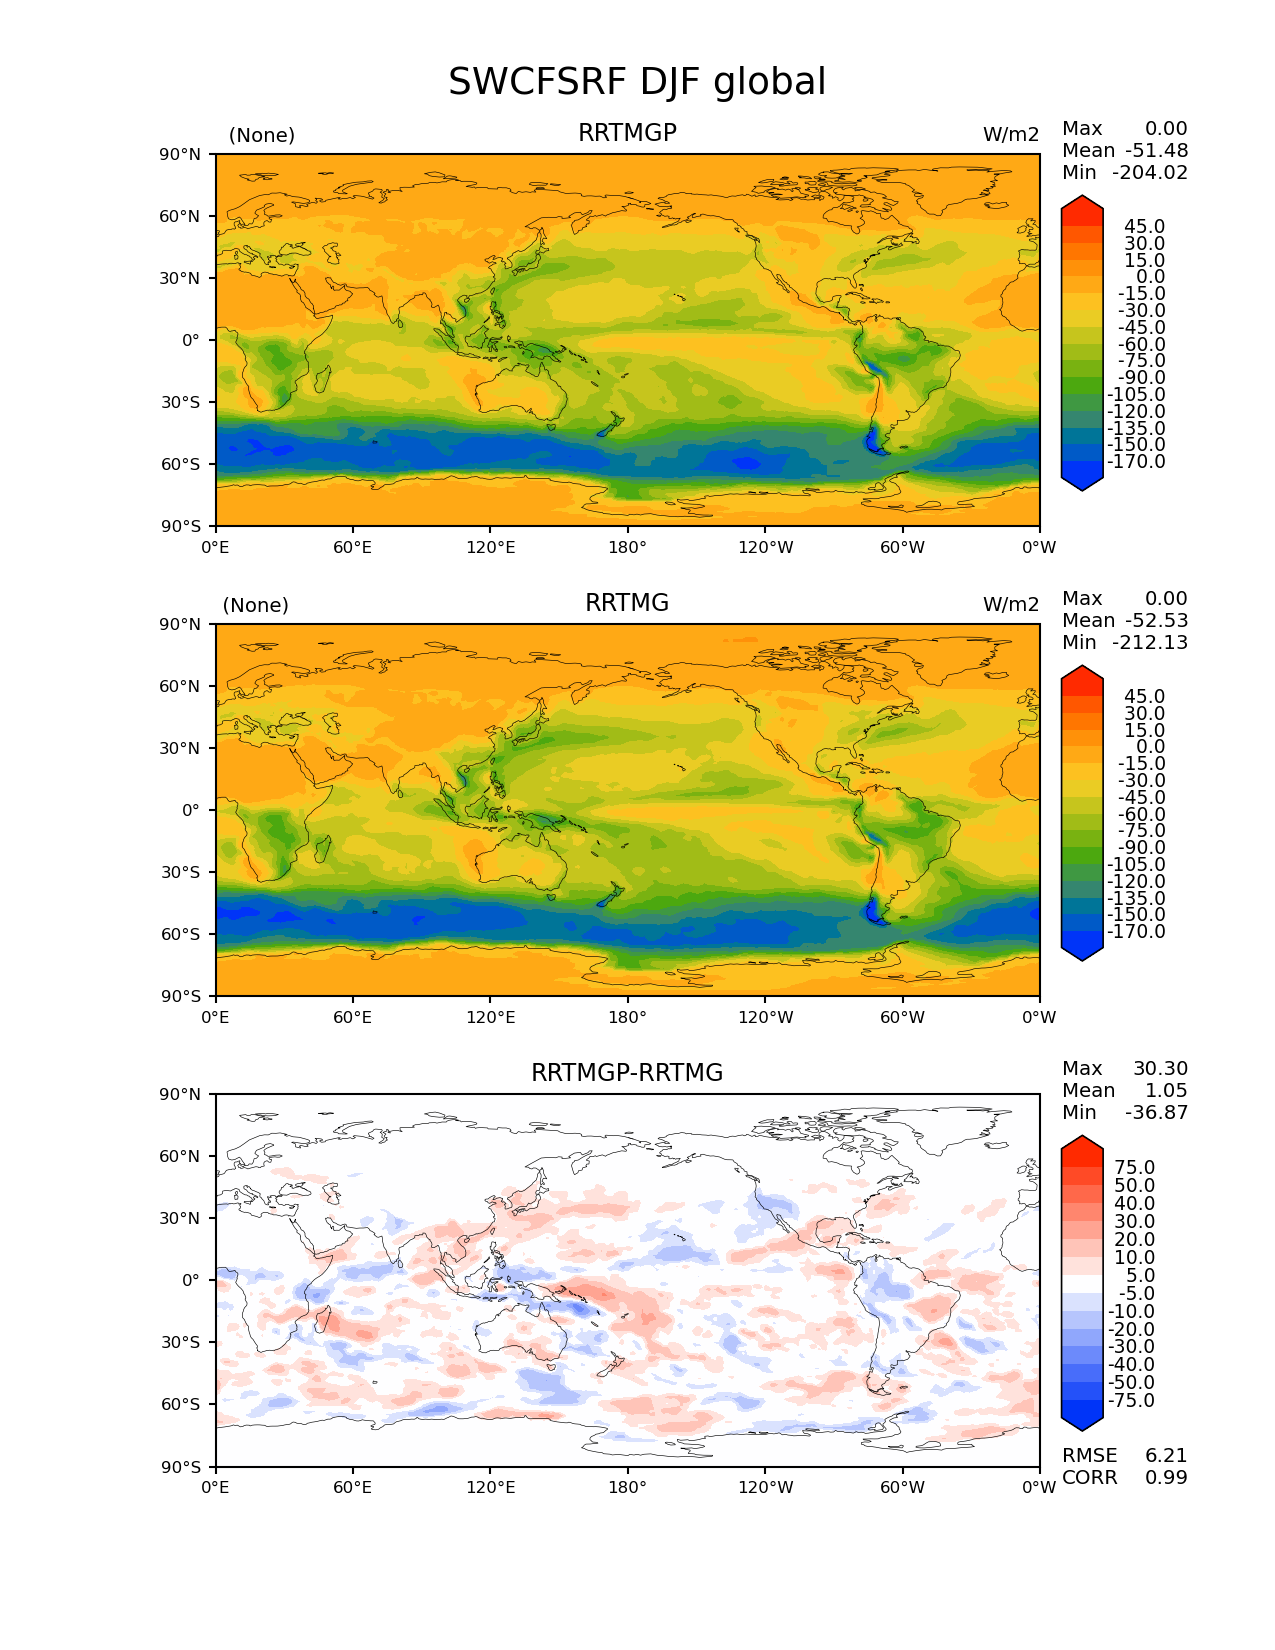 SWCFSRF DJF global
(None) RRTMGP W/m2
Max 0.00
Mean -51.48
Min -204.02
90°N
60°N
30°N
0°
30°S
60°S
90°S
0°E 60°E 120°E 180° 120°W 60°W 0°W
45.0
30.0
15.0
0.0
-15.0
-30.0
-45.0
-60.0
-75.0
-90.0
-105.0
-120.0
-135.0
-150.0
-170.0
(None) RRTMG W/m2
Max 0.00
Mean -52.53
Min -212.13
90°N
60°N
30°N
0°
30°S
60°S
90°S
0°E 60°E 120°E 180° 120°W 60°W 0°W
45.0
30.0
15.0
0.0
-15.0
-30.0
-45.0
-60.0
-75.0
-90.0
-105.0
-120.0
-135.0
-150.0
-170.0
RRTMGP-RRTMG
Max 30.30
Mean 1.05
Min -36.87
90°N
60°N
30°N
0°
30°S
60°S
90°S
0°E 60°E 120°E 180° 120°W 60°W 0°W
75.0
50.0
40.0
30.0
20.0
10.0
5.0
-5.0
-10.0
-20.0
-30.0
-40.0
-50.0
-75.0
RMSE 6.21
CORR 0.99